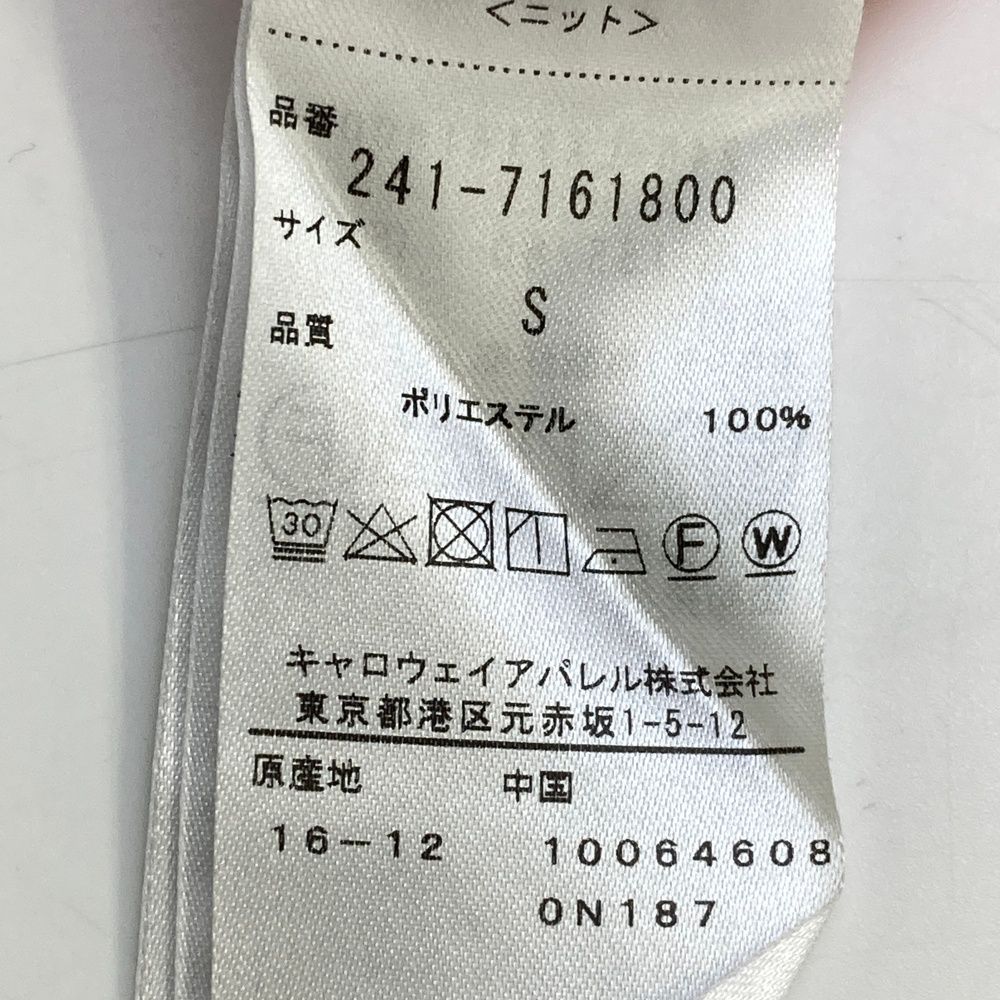 <ニット>
品番
241-7161800
サイズ
S
品質
ポリエステル 100%
30 F W
キャロウェイアパレル株式会社
東京都港区元赤坂1-5-12
原産地 中国
16-12 10064608
0N187